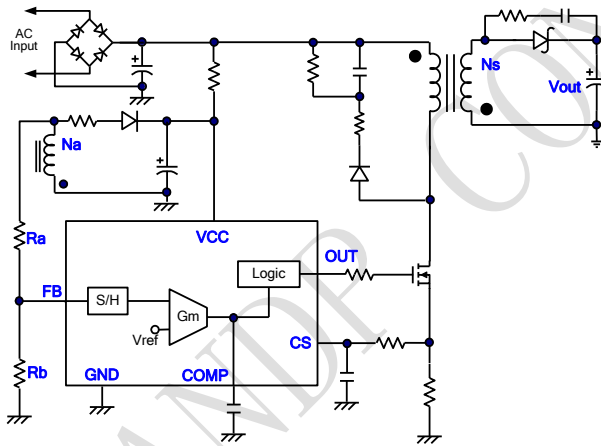 AC
Input
Ns
Vout
Na
Ra
VCC
OUT
Logic
FB
S/H
Gm
Vref
CS
Rb
GND
COMP